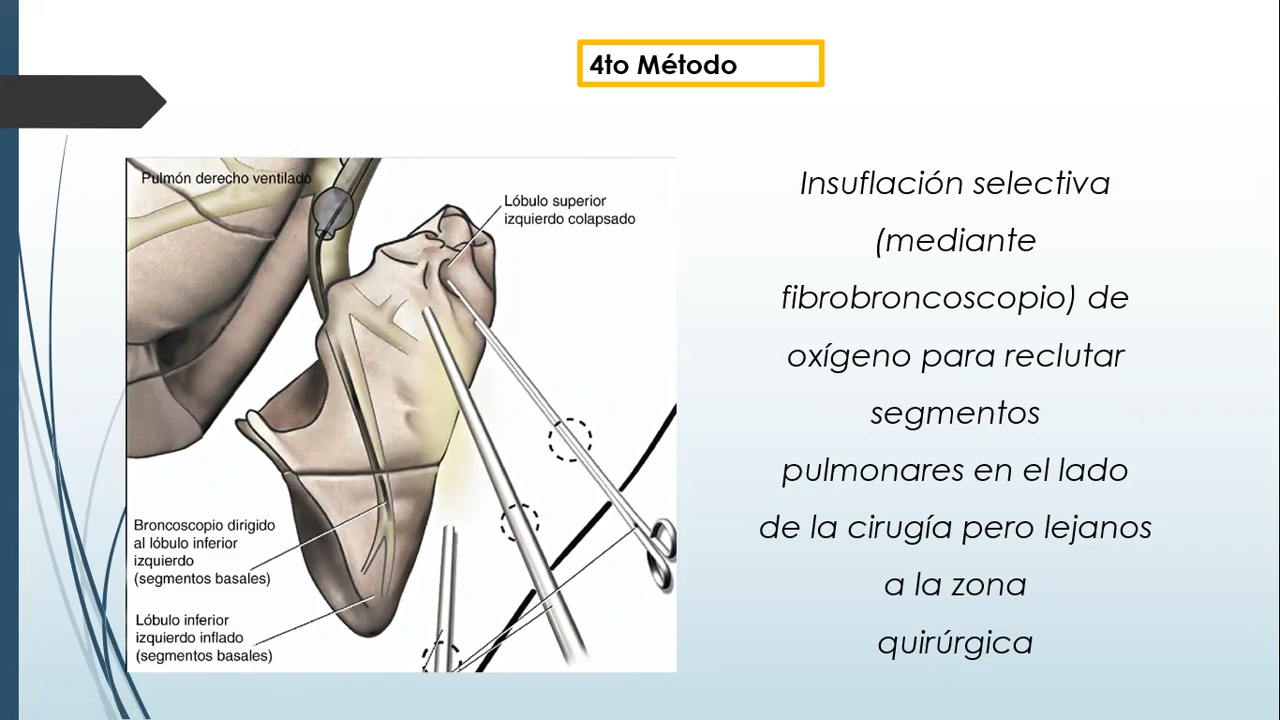 4to Método
Pulmón derecho ventilado
Lóbulo superior
izquierdo colapsado
Broncoscopio dirigido
al lóbulo inferior
izquierdo
(segmentos basales)
Lóbulo inferior
izquierdo inflado
(segmentos basales)
Insuflación selectiva
(mediante
fibrobroncoscopio) de
oxígeno para reclutar
segmentos
pulmonares en el lado
de la cirugía pero lejanos
a la zona
quirúrgica